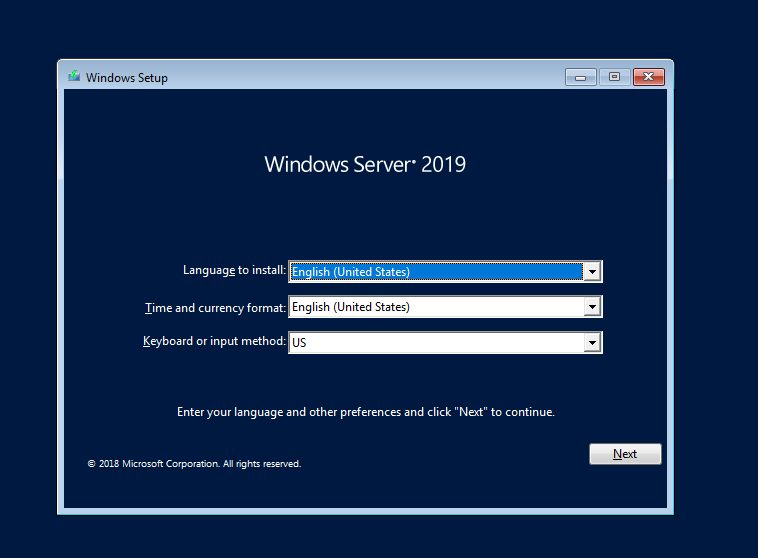 Windows Setup
Windows Server® 2019
Language to install: English (United States)
Time and currency format: English (United States)
Keyboard or input method: US
Enter your language and other preferences and click "Next" to continue.
Next
© 2018 Microsoft Corporation. All rights reserved.